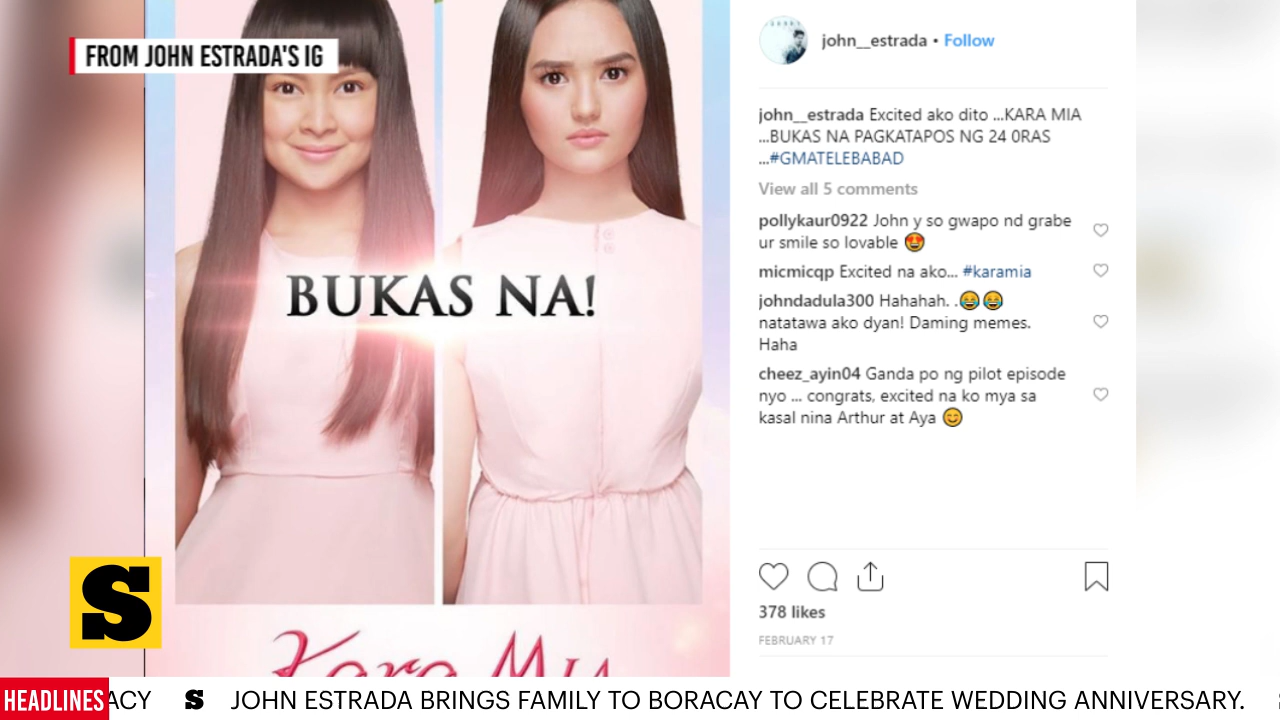 FROM JOHN ESTRADA'S IG
BUKAS NA!
Kara Mia
john__estrada • Follow
john__estrada Excited ako dito ...KARA MIA
...BUKAS NA PAGKATAPOS NG 24 0RAS
...#GMATELEBABAD
View all 5 comments
pollykaur0922 John y so gwapo nd grabe
ur smile so lovable 😍
micmicqp Excited na ako... #karamia
johndadula300 Hahahah. .😂😂
natatawa ako dyan! Daming memes.
Haha
cheez_ayin04 Ganda po ng pilot episode
nyo ... congrats, excited na ko mya sa
kasal nina Arthur at Aya 😊
378 likes
FEBRUARY 17
S
HEADLINES ACY S JOHN ESTRADA BRINGS FAMILY TO BORACAY TO CELEBRATE WEDDING ANNIVERSARY.